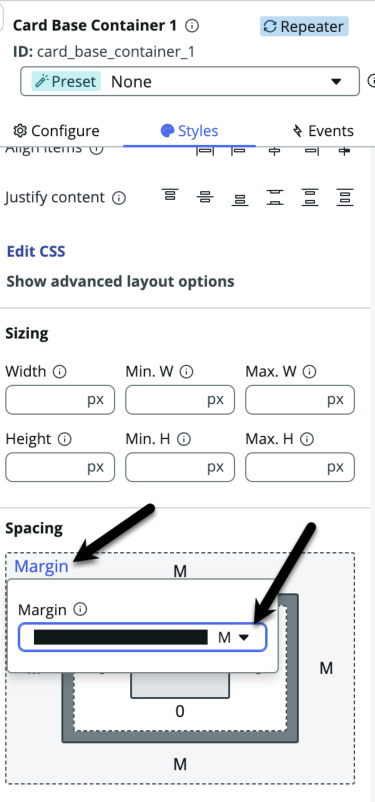 Card Base Container 1 Repeater
ID: card_base_container_1
Preset None
Configure Styles Events
Align items
Justify content
Edit CSS
Show advanced layout options
Sizing
Width Min. W Max. W
px px px
Height Min. H Max. H
px px px
Spacing
Margin
M
Margin
M
M
0
M